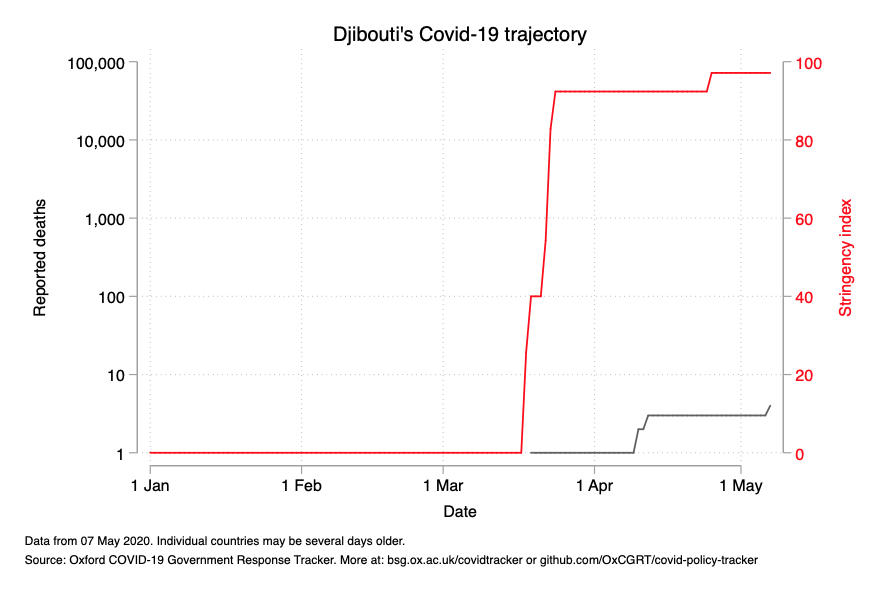 Djibouti's Covid-19 trajectory
100,000
10,000
1,000
100
10
1
Reported deaths
100
80
60
40
20
0
Stringency index
1 Jan
1 Feb
1 Mar
1 Apr
1 May
Date
Data from 07 May 2020. Individual countries may be several days older.
Source: Oxford COVID-19 Government Response Tracker. More at: bsg.ox.ac.uk/covidtracker or github.com/OxCGRT/covid-policy-tracker